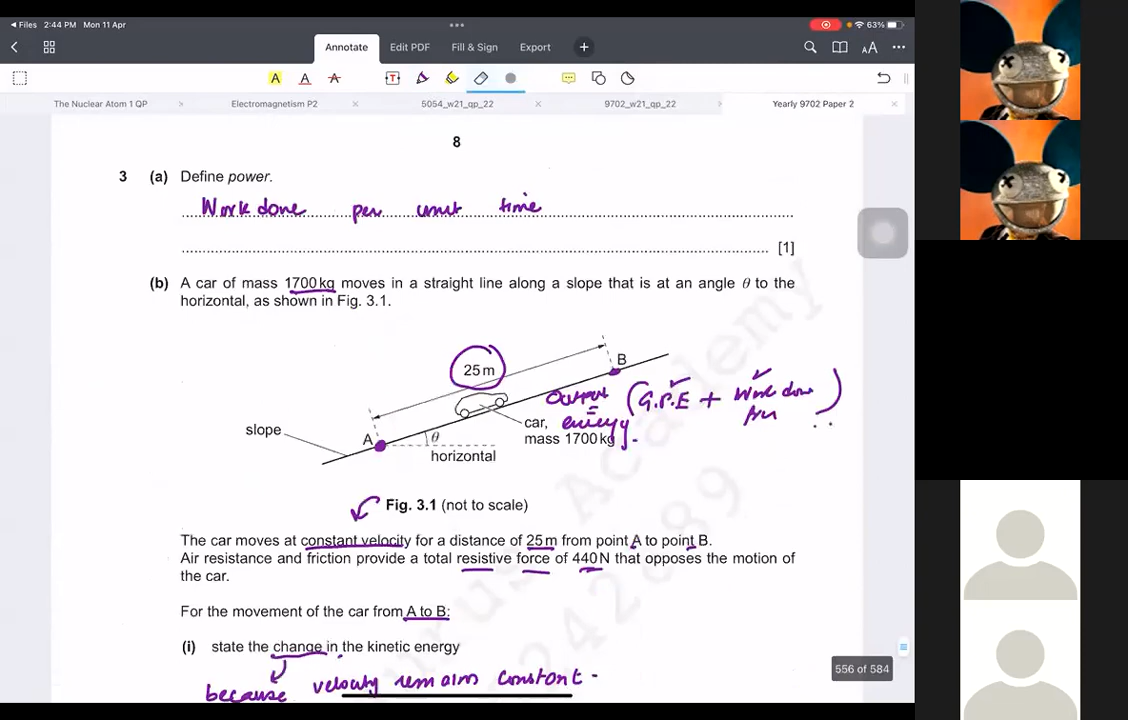 Files 2:44 PM Mon 11 Apr
63%
Annotate Edit PDF Fill & Sign Export
The Nuclear Atom 1 QP Electromagnetism P2 5054_w21_qp_22 9702_w21_qp_22 Yearly 9702 Paper 2
8
3 (a) Define power.
Work done per unit time
[1]
(b) A car of mass 1700 kg moves in a straight line along a slope that is at an angle θ to the
horizontal, as shown in Fig. 3.1.
25 m
B
OUTPUT (G.P.E + Work done )
energy.
car,
mass 1700 kg
slope
A
θ
horizontal
Fig. 3.1 (not to scale)
The car moves at constant velocity for a distance of 25 m from point A to point B.
Air resistance and friction provide a total resistive force of 440 N that opposes the motion of
the car.
For the movement of the car from A to B:
(i) state the change in the kinetic energy
because velocity remain constant.
556 of 584
Academy
242689